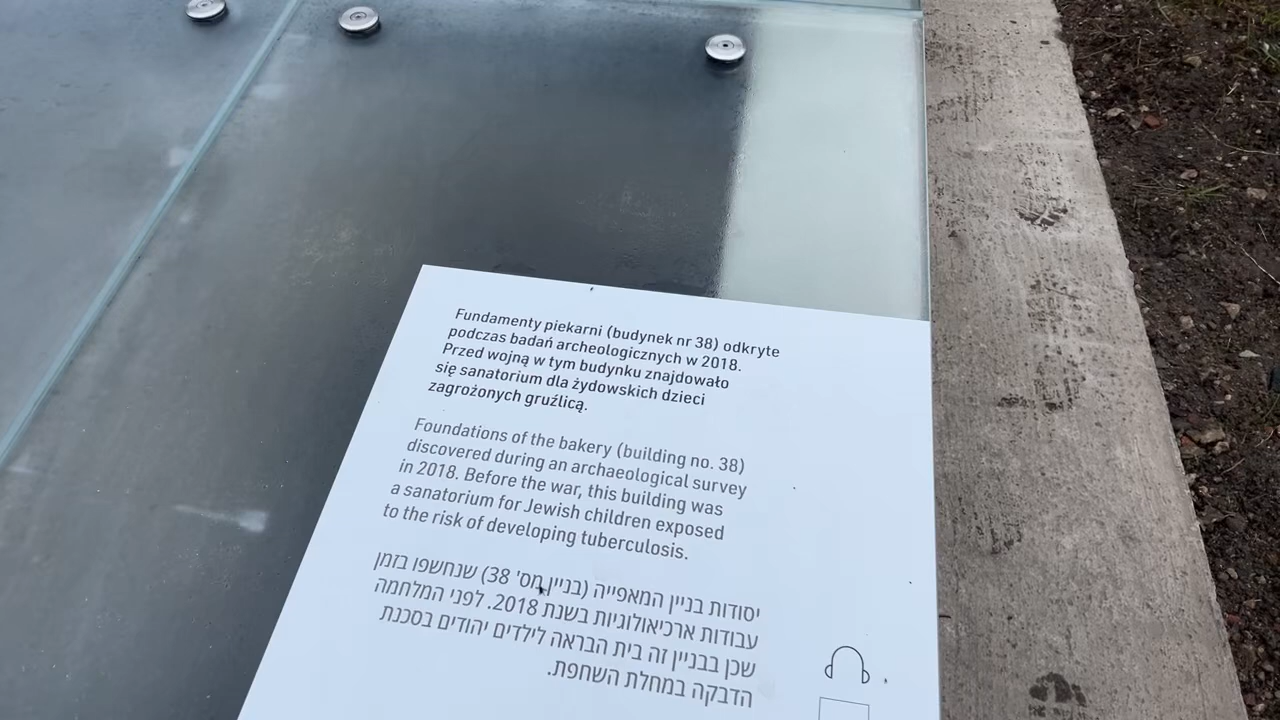 Fundamenty piekarni (budynek nr 38) odkryte
podczas badań archeologicznych w 2018.
Przed wojną w tym budynku znajdowało
się sanatorium dla żydowskich dzieci
zagrożonych gruźlicą.
Foundations of the bakery (building no. 38)
discovered during an archaeological survey
in 2018. Before the war, this building was
a sanatorium for Jewish children exposed
to the risk of developing tuberculosis.
יסודות בניין המאפייה (בניין מס' 38) שנחשפו בזמן
עבודות ארכיאולוגיות בשנת 2018. לפני המלחמה
שכן בבניין זה בית הבראה לילדים יהודים בסכנת
הדבקה במחלת השחפת.